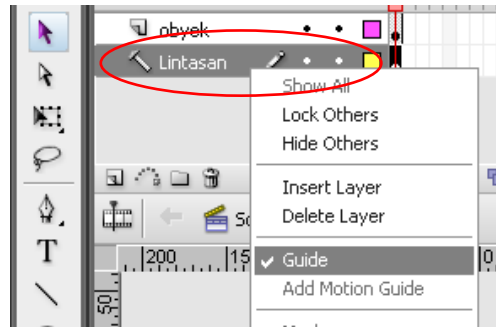 obyek
Lintasan
Show All
Lock Others
Hide Others
Insert Layer
Delete Layer
200
15
Guide
0
Add Motion Guide
50
T